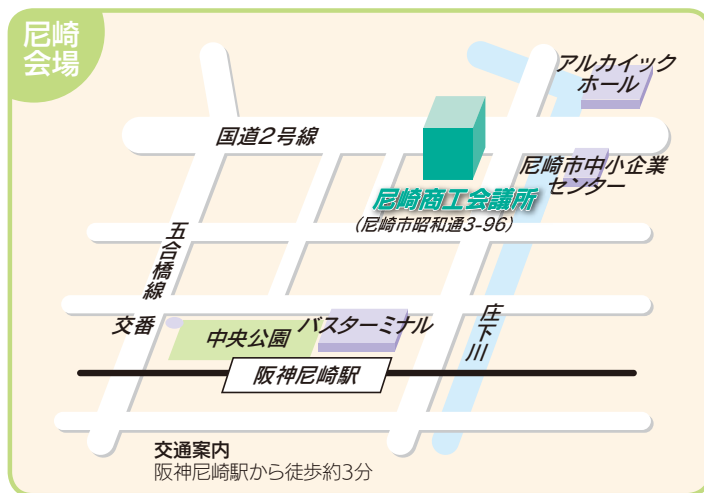 尼崎
会場
アルカイック
ホール
国道2号線
尼崎市中小企業
センター
尼崎商工会議所
(尼崎市昭和通3-96)
五合橋線
庄下川
交番
中央公園
バスターミナル
阪神尼崎駅
交通案内
阪神尼崎駅から徒歩約3分